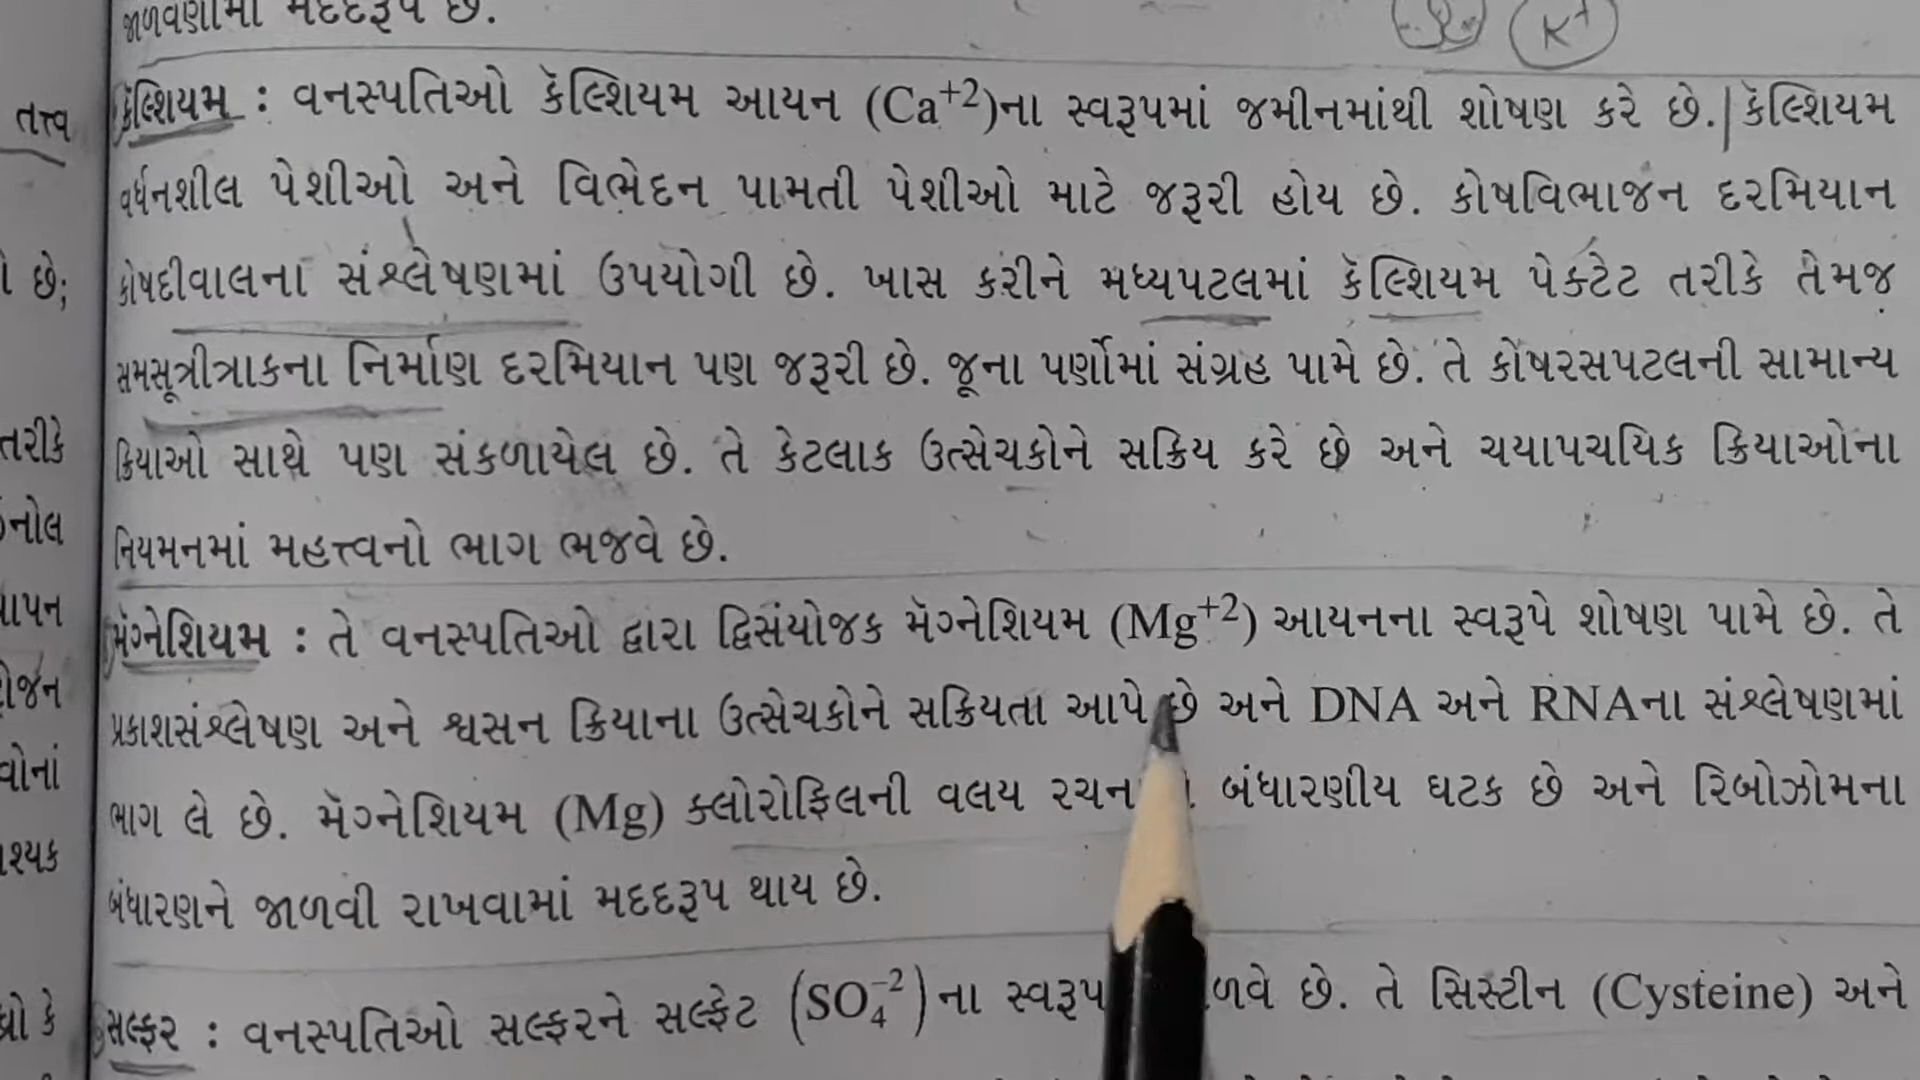 જાળવણીમાં મદદરૂપ છે.
K+
તત્ત્વ
કૅલ્શિયમ : વનસ્પતિઓ કૅલ્શિયમ આયન (Ca+2)ના સ્વરૂપમાં જમીનમાંથી શોષણ કરે છે. કૅલ્શિયમ
વર્ધનશીલ પેશીઓ અને વિભેદન પામતી પેશીઓ માટે જરૂરી હોય છે. કોષવિભાજન દરમિયાન
છે;
કોષદીવાલના સંશ્લેષણમાં ઉપયોગી છે. ખાસ કરીને મધ્યપટલમાં કૅલ્શિયમ પેક્ટેટ તરીકે તેમજ
સમસૂત્રીત્રાકના નિર્માણ દરમિયાન પણ જરૂરી છે. જૂના પર્ણોમાં સંગ્રહ પામે છે. તે કોષરસપટલની સામાન્ય
તરીકે
ક્રિયાઓ સાથે પણ સંકળાયેલ છે. તે કેટલાક ઉત્સેચકોને સક્રિય કરે છે અને ચયાપચયિક ક્રિયાઓના
નિયમનમાં મહત્ત્વનો ભાગ ભજવે છે.
મૅગ્નેશિયમ : તે વનસ્પતિઓ દ્વારા દ્વિસંયોજક મૅગ્નેશિયમ (Mg+2) આયનના સ્વરૂપે શોષણ પામે છે. તે
પ્રકાશસંશ્લેષણ અને શ્વસન ક્રિયાના ઉત્સેચકોને સક્રિયતા આપે છે અને DNA અને RNAના સંશ્લેષણમાં
ભાગ લે છે. મૅગ્નેશિયમ (Mg) ક્લોરોફિલની વલય બંધારણીય ઘટક છે અને રિબોઝોમના
બંધારણને જાળવી રાખવામાં મદદરૂપ થાય છે.
સલ્ફર : વનસ્પતિઓ સલ્ફરને સલ્ફેટ (SO4-2)ના છે. તે સિસ્ટીન (Cysteine) અને